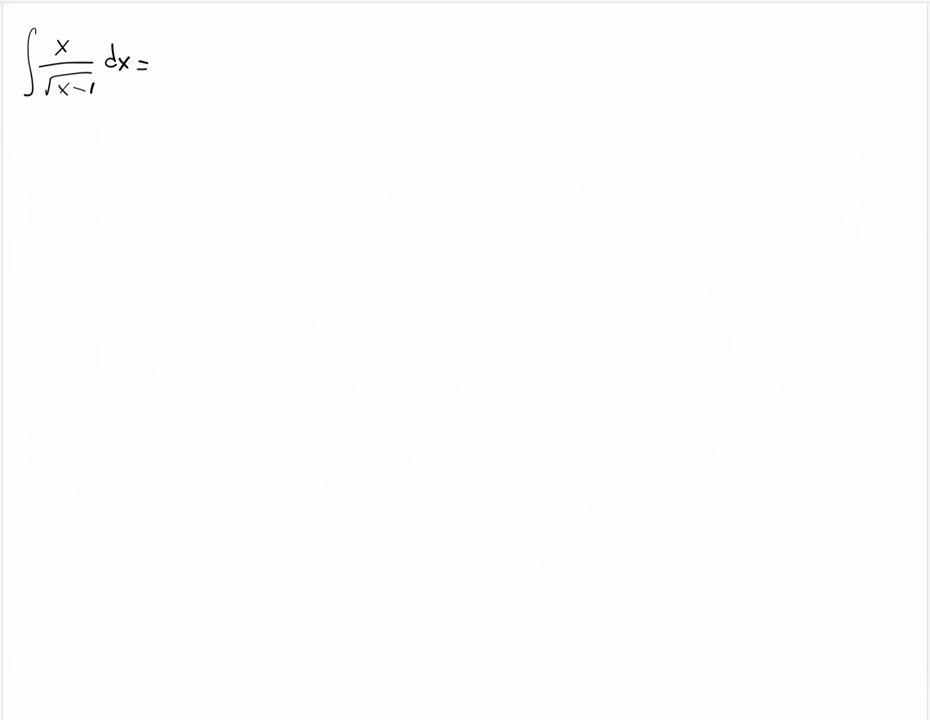 ∫ x/√(x-1) dx =